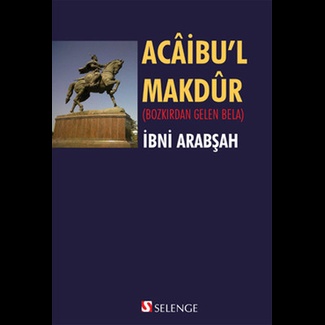 ACÂİBU'L
MAKDÛR
(BOZKIRDAN GELEN BELA)
İBNİ ARABŞAH
S SELENGE